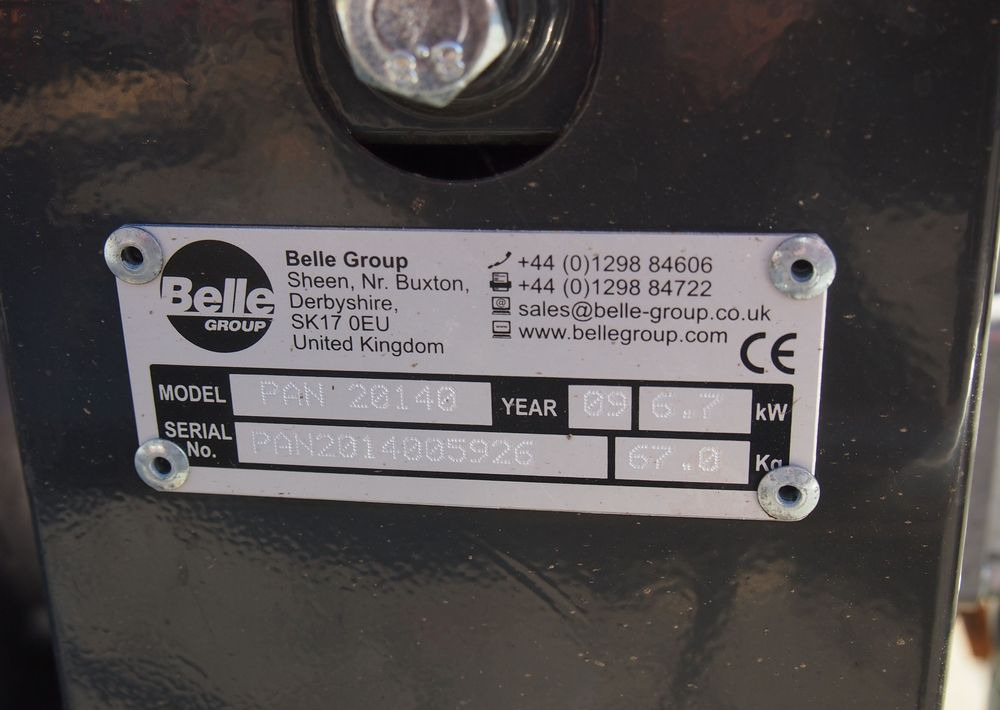 8.8
Belle
GROUP
Belle Group
Sheen, Nr. Buxton,
Derbyshire,
SK17 0EU
United Kingdom
+44 (0)1298 84606
+44 (0)1298 84722
sales@belle-group.co.uk
www.bellegroup.com
CE
MODEL PAN 20140 YEAR 09 6.7 kW
SERIAL No. PAN2014005926 67.0 Kg